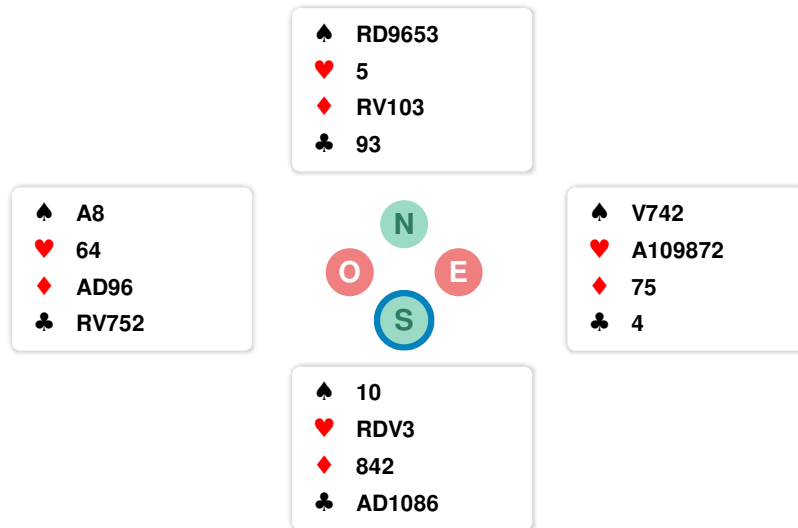 ♠ RD9653
♥ 5
♦ RV103
♣ 93
♠ A8
♥ 64
♦ AD96
♣ RV752
N
O E
S
♠ V742
♥ A109872
♦ 75
♣ 4
♠ 10
♥ RDV3
♦ 842
♣ AD1086